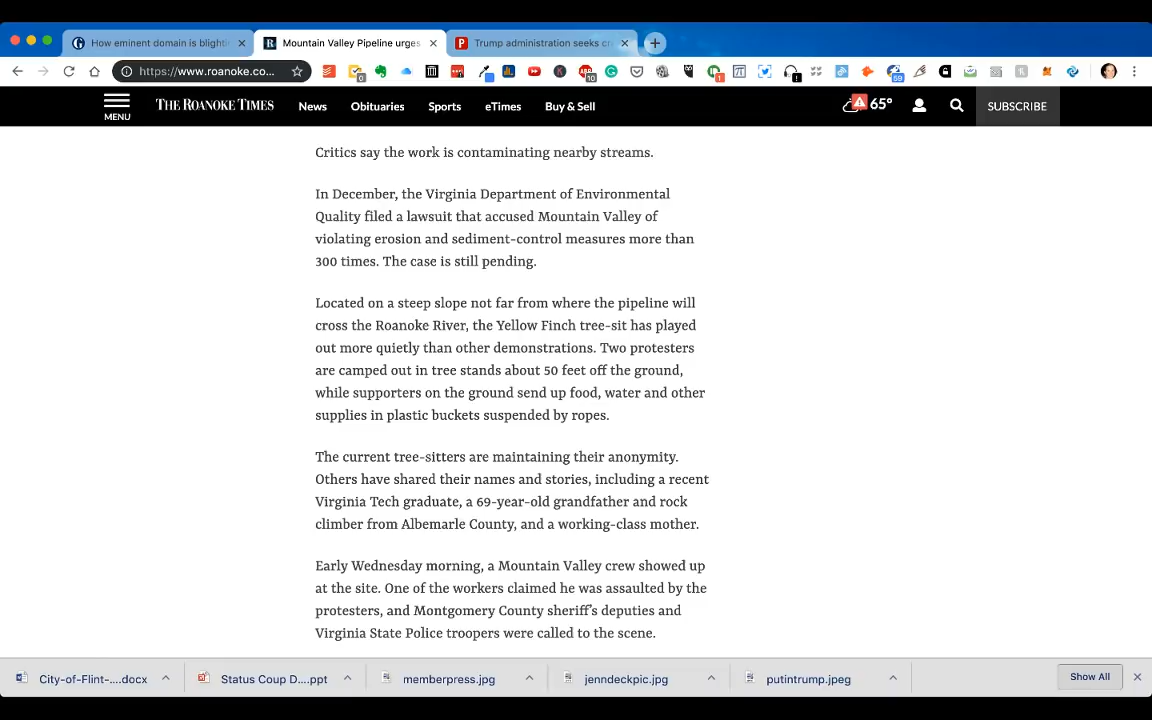 How eminent domain is blighti
Mountain Valley Pipeline urges
Trump administration seeks c
https://www.roanoke.co...
MENU
THE ROANOKE TIMES
News
Obituaries
Sports
eTimes
Buy & Sell
65°
SUBSCRIBE
Critics say the work is contaminating nearby streams.
In December, the Virginia Department of Environmental
Quality filed a lawsuit that accused Mountain Valley of
violating erosion and sediment-control measures more than
300 times. The case is still pending.
Located on a steep slope not far from where the pipeline will
cross the Roanoke River, the Yellow Finch tree-sit has played
out more quietly than other demonstrations. Two protesters
are camped out in tree stands about 50 feet off the ground,
while supporters on the ground send up food, water and other
supplies in plastic buckets suspended by ropes.
The current tree-sitters are maintaining their anonymity.
Others have shared their names and stories, including a recent
Virginia Tech graduate, a 69-year-old grandfather and rock
climber from Albemarle County, and a working-class mother.
Early Wednesday morning, a Mountain Valley crew showed up
at the site. One of the workers claimed he was assaulted by the
protesters, and Montgomery County sheriff's deputies and
Virginia State Police troopers were called to the scene.
City-of-Flint-....docx
Status Coup D....ppt
memberpress.jpg
jenndeckpic.jpg
putintrump.jpeg
Show All